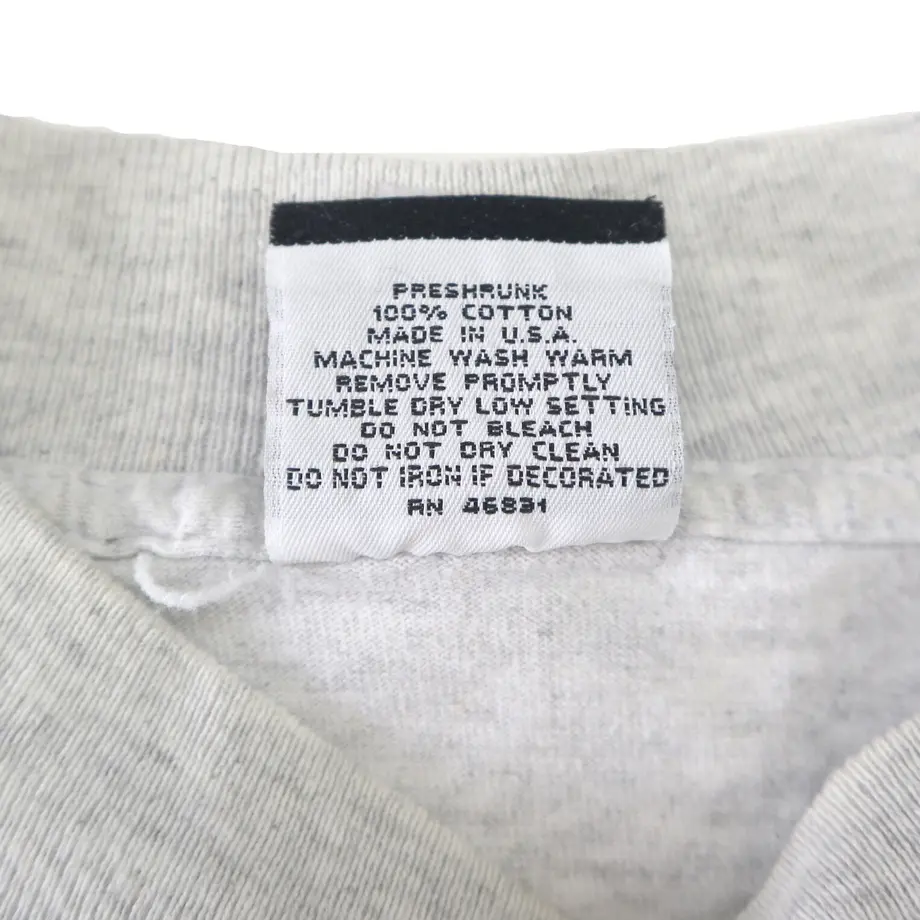 PRESHRUNK
100% COTTON
MADE IN U.S.A.
MACHINE WASH WARM
REMOVE PROMPTLY
TUMBLE DRY LOW SETTING
DO NOT BLEACH
DO NOT DRY CLEAN
DO NOT IRON IF DECORATED
RN 46831